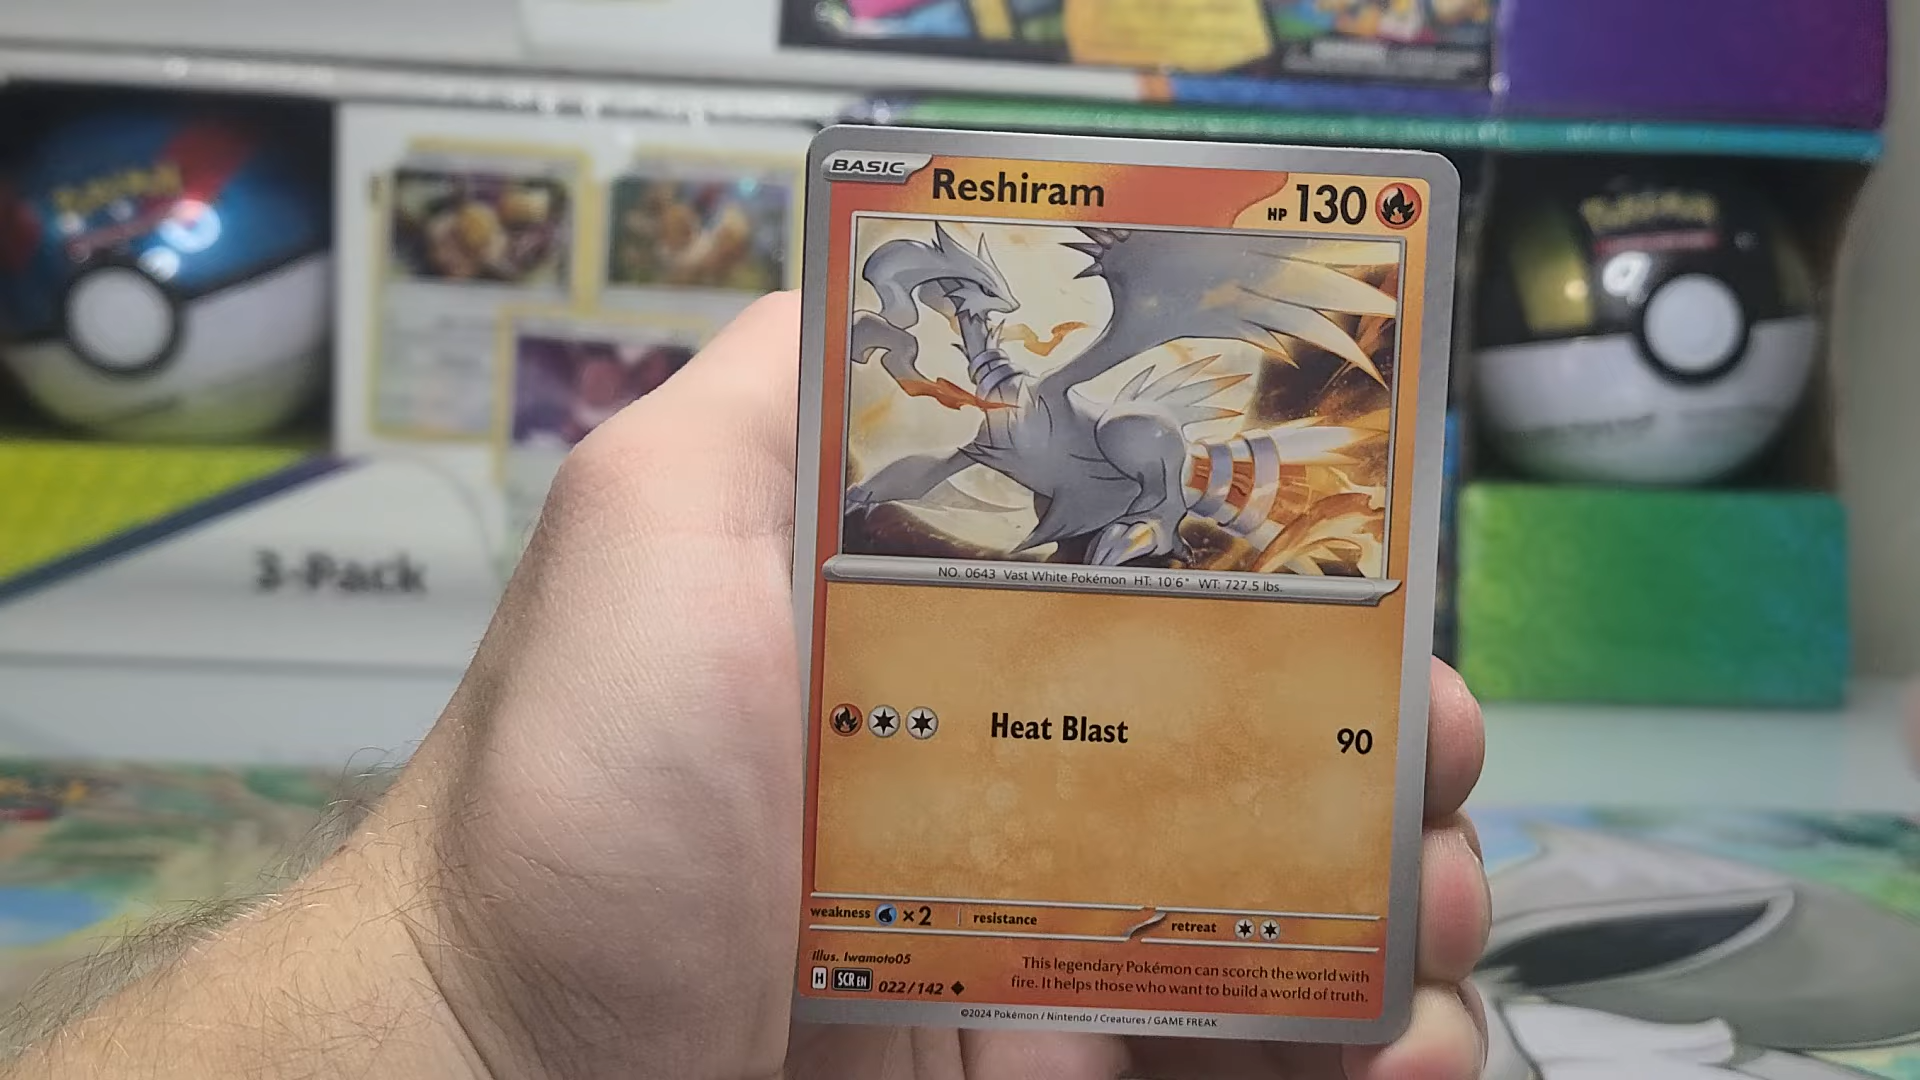 BASIC
Reshiram
HP 130
NO. 0643 Vast White Pokémon HT: 10'6" WT: 727.5 lbs.
Heat Blast 90
weakness ×2 resistance retreat
Illus. Iwamoto05
This legendary Pokémon can scorch the world with
fire. It helps those who want to build a world of truth.
H SCR EN 022/142
©2024 Pokémon / Nintendo / Creatures / GAME FREAK
3-Pack
Pokémon
Pokémon